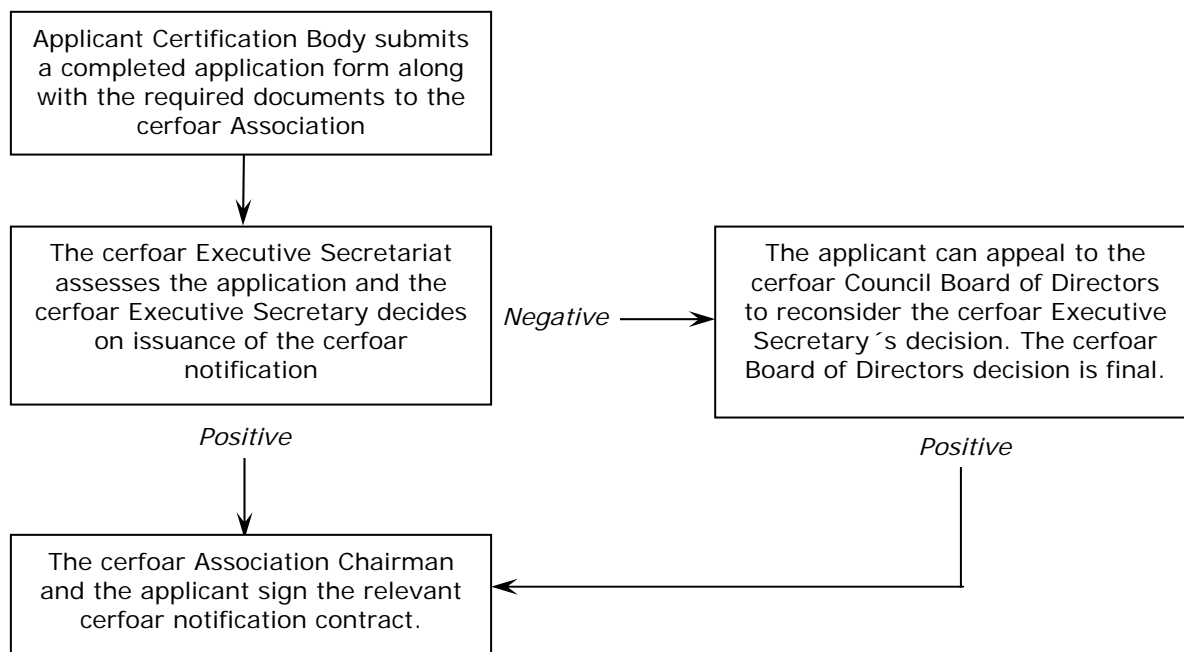 Applicant Certification Body submits
a completed application form along
with the required documents to the
cerfoar Association
The cerfoar Executive Secretariat
assesses the application and the
cerfoar Executive Secretary decides
on issuance of the cerfoar
notification
Negative
The applicant can appeal to the
cerfoar Council Board of Directors
to reconsider the cerfoar Executive
Secretary´s decision. The cerfoar
Board of Directors decision is final.
Positive
Positive
The cerfoar Association Chairman
and the applicant sign the relevant
cerfoar notification contract.